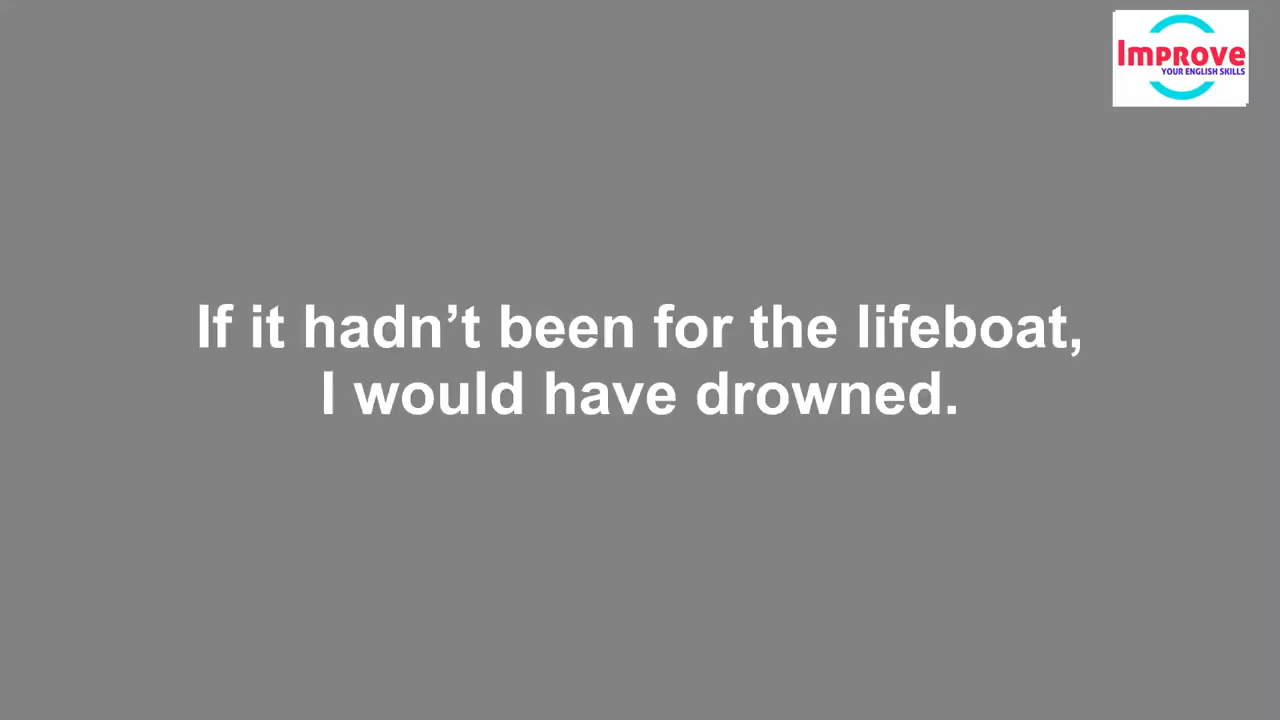 Improve
YOUR ENGLISH SKILLS
If it hadn’t been for the lifeboat,
I would have drowned.